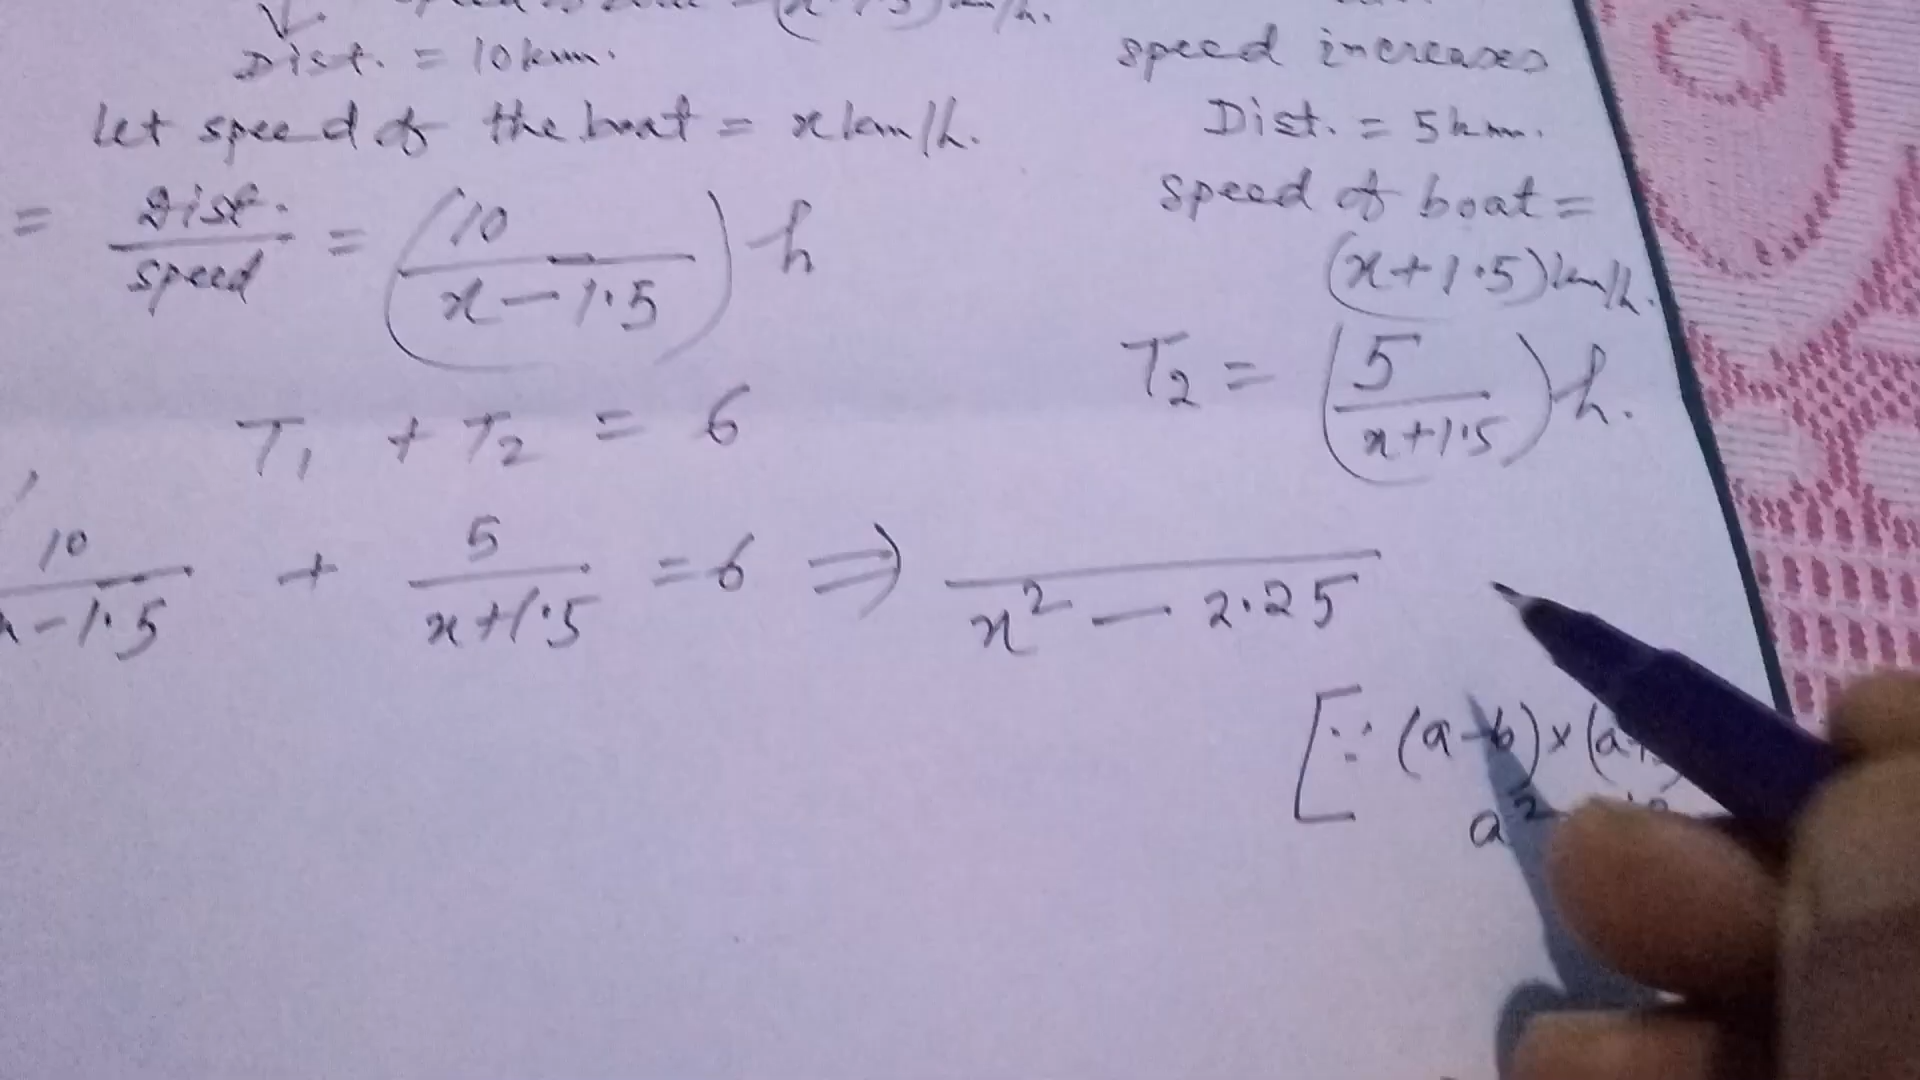 Dist. = 10 km.
let speed of the boat = x km/h.
= Dist. / speed = (10 / x - 1.5) h
T1 + T2 = 6
10 / x - 1.5 + 5 / x + 1.5 = 6 ⇒ / x² - 2.25
speed increases
Dist. = 5 km.
speed of boat =
(x + 1.5) km/h.
T2 = (5 / x + 1.5) h.
[∵ (a - b) × (a
a²